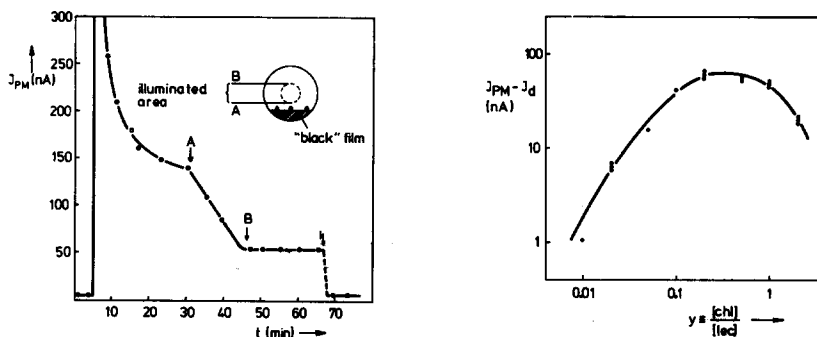 300
250
200
150
100
50
J_PM (nA)
illuminated area
B
A
"black" film
A
B
10 20 30 40 50 60 70
t (min)
100
10
1
J_PM - J_d (nA)
0.01 0.1 1
y ≡ [chl]/[lec]